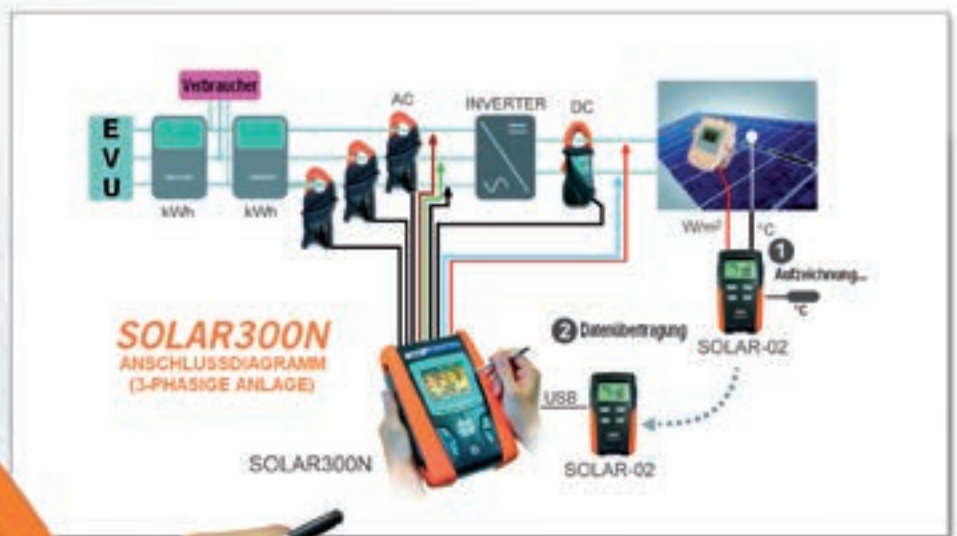 Verbraucher
AC
INVERTER
DC
E
V
U
kWh
kWh
W/m²
°C
1
Aufzeichnung...
°C
SOLAR-02
SOLAR300N
ANSCHLUSSDIAGRAMM
(3-PHASIGE ANLAGE)
2 Datenübertragung
USB
SOLAR-02
SOLAR300N